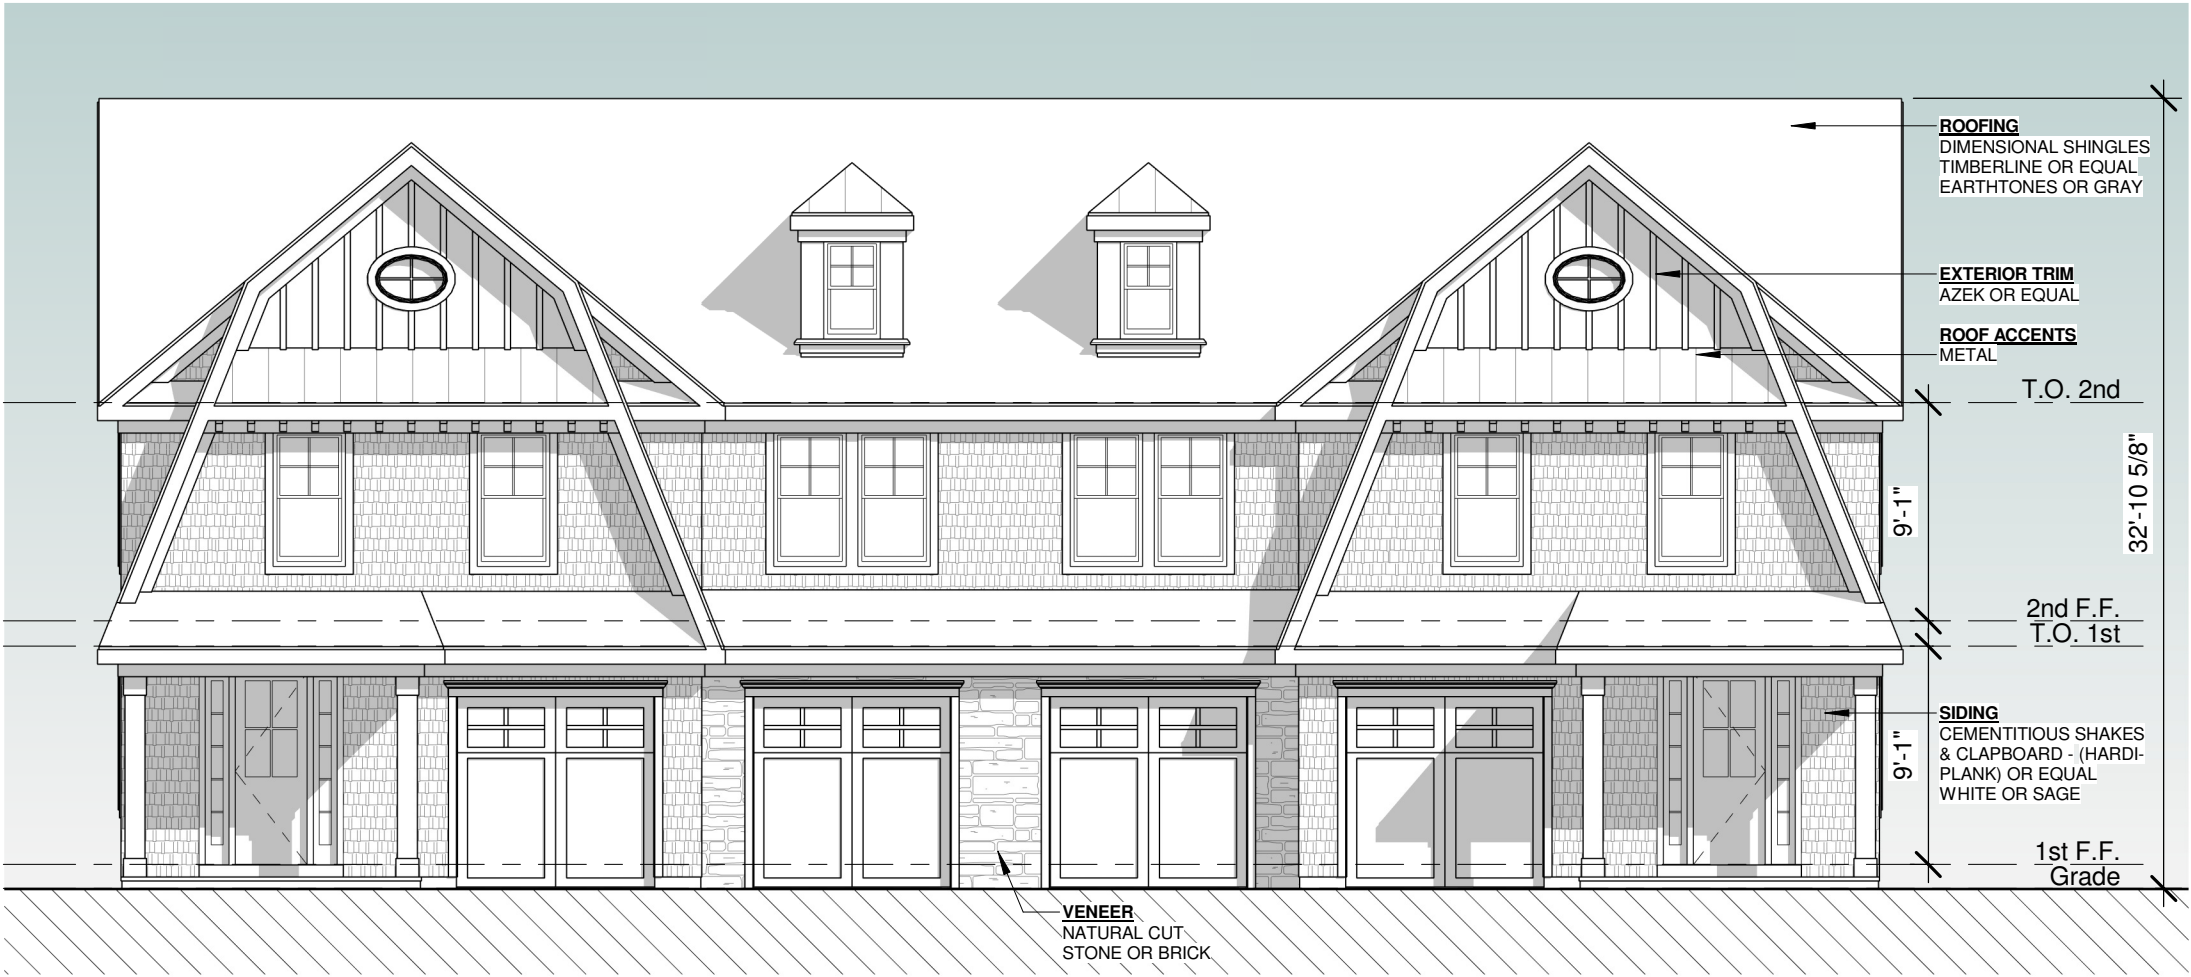 ROOFING
DIMENSIONAL SHINGLES
TIMBERLINE OR EQUAL
EARTHTONES OR GRAY
EXTERIOR TRIM
AZEK OR EQUAL
ROOF ACCENTS
METAL
T.O. 2nd
32'-10 5/8"
9'-1"
2nd F.F.
T.O. 1st
SIDING
CEMENTITIOUS SHAKES
& CLAPBOARD - (HARDI-
PLANK) OR EQUAL
WHITE OR SAGE
9'-1"
1st F.F.
Grade
VENEER
NATURAL CUT
STONE OR BRICK